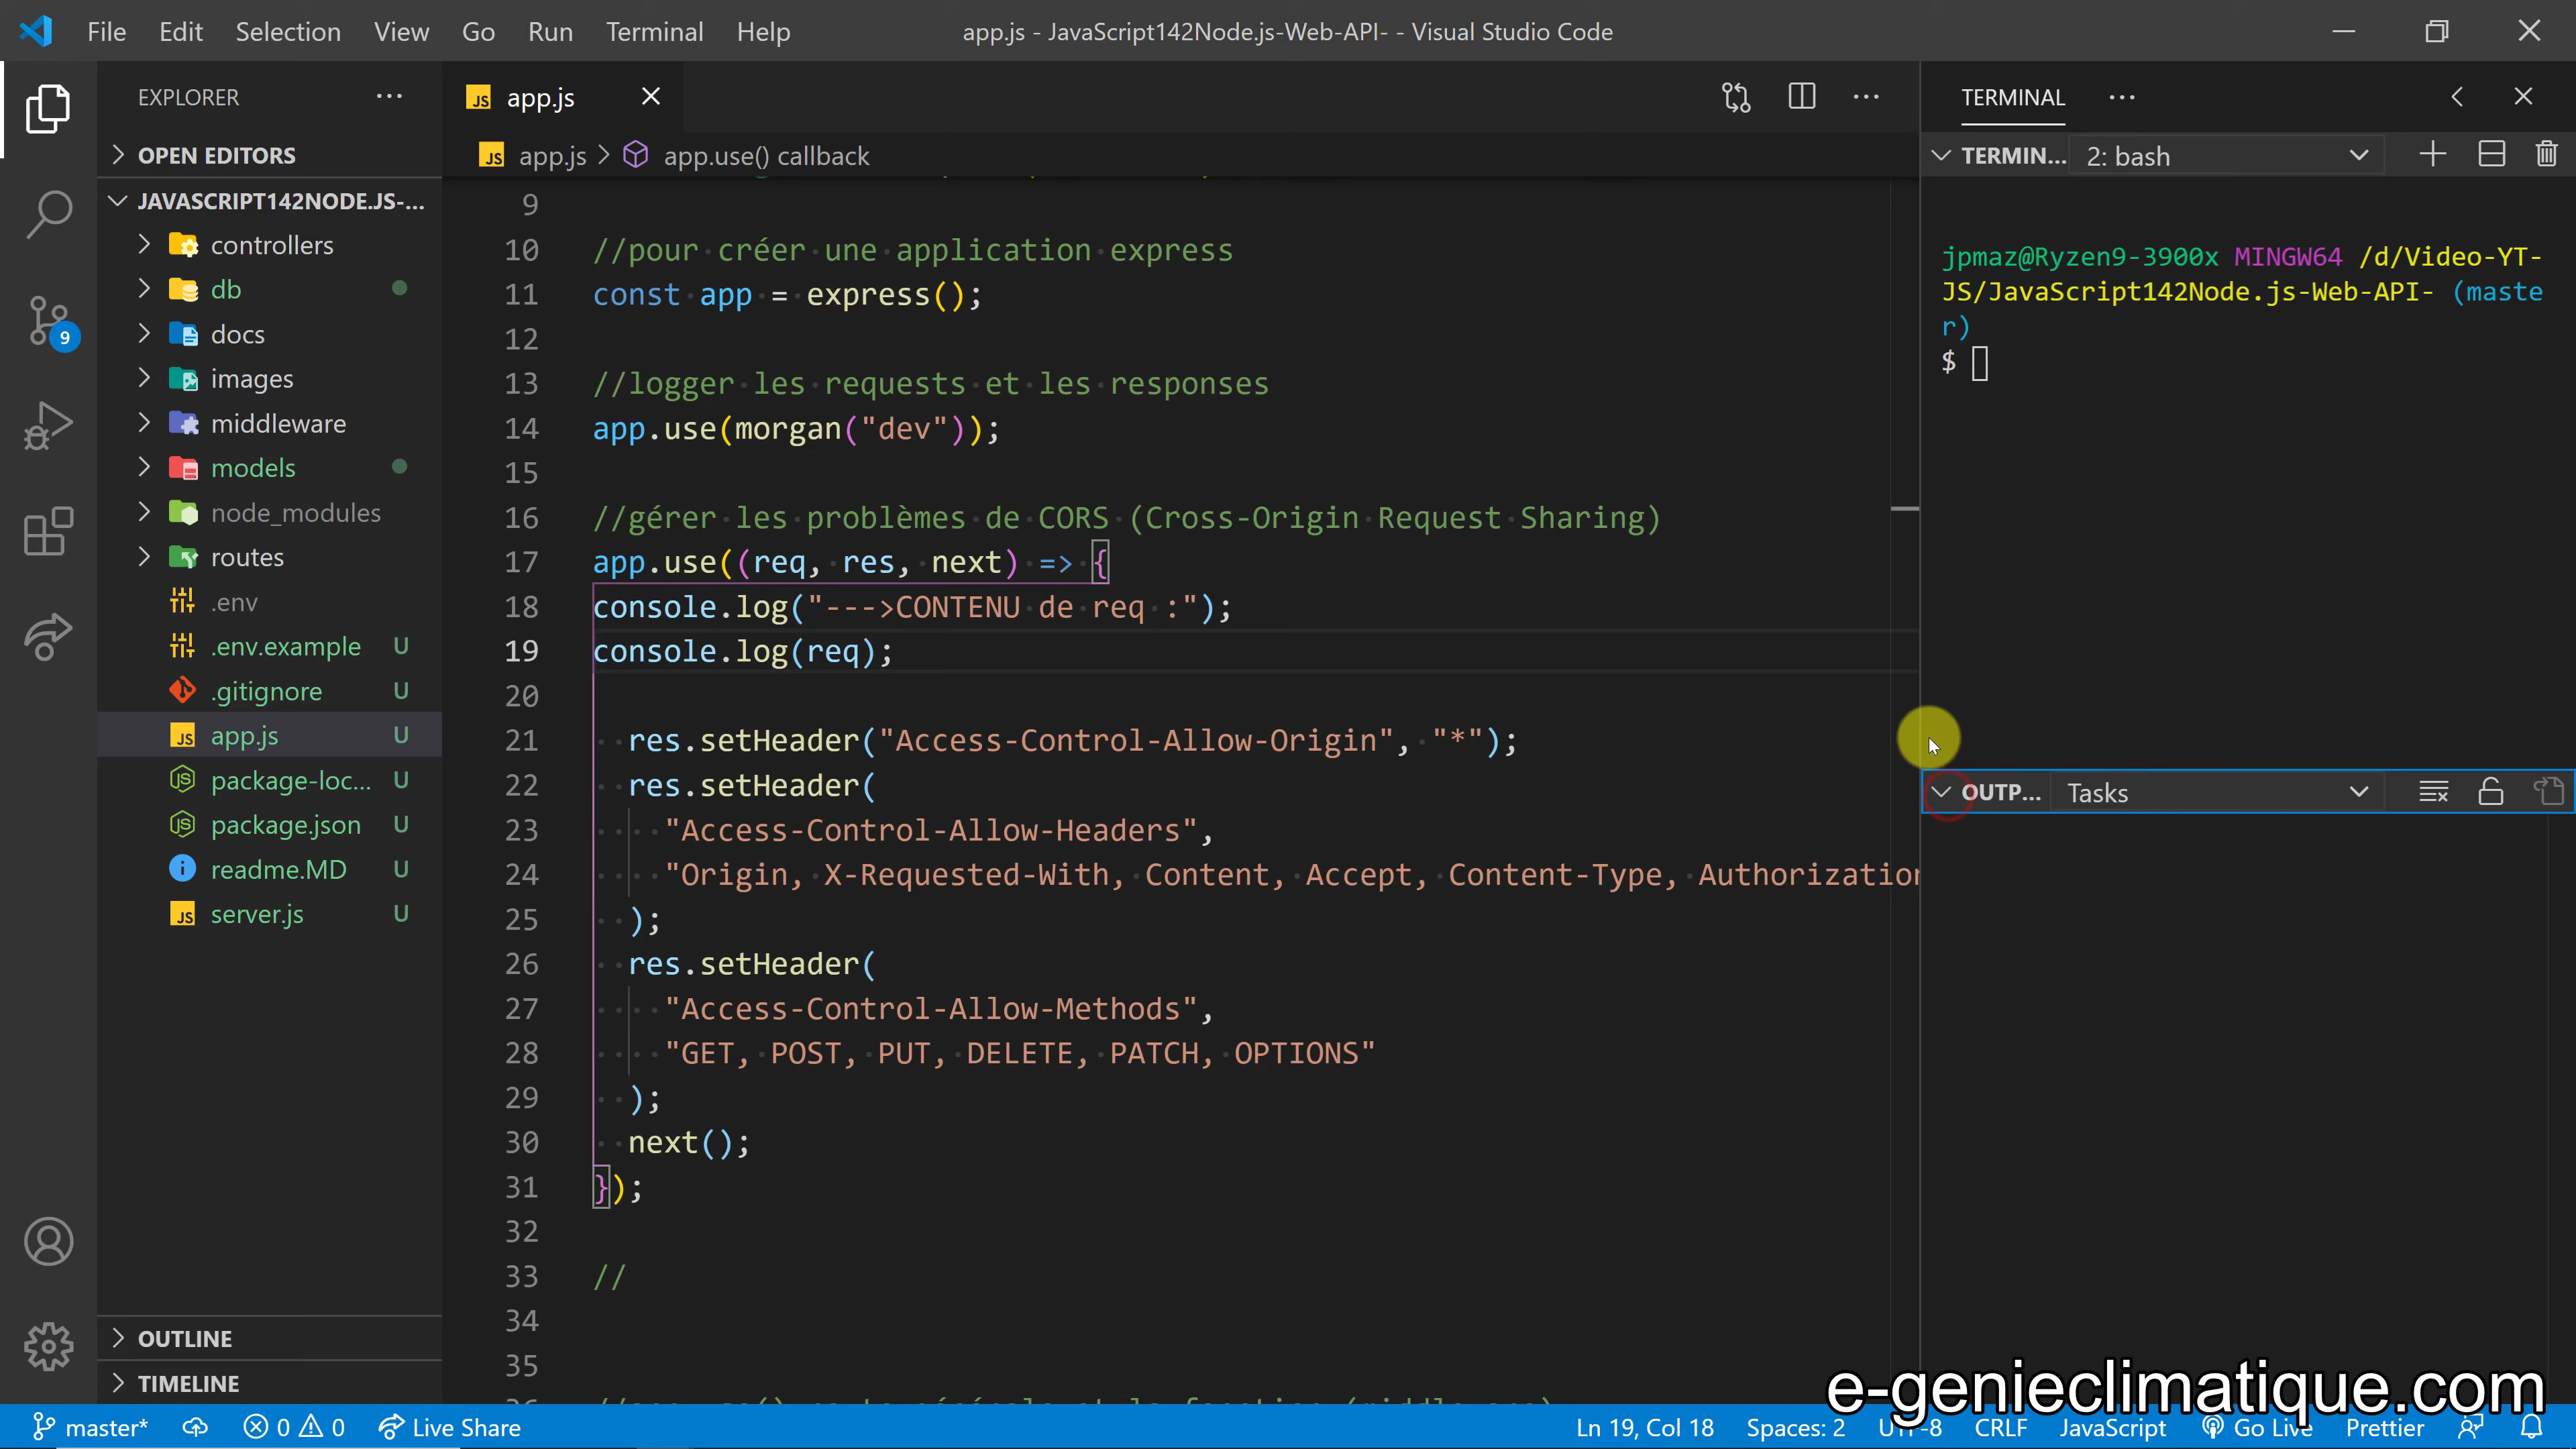 File Edit Selection View Go Run Terminal Help
app.js - JavaScript142Node.js-Web-API- - Visual Studio Code
EXPLORER
OPEN EDITORS
JAVASCRIPT142NODE.JS-...
controllers
db
docs
images
middleware
models
node_modules
routes
.env
.env.example U
.gitignore U
app.js U
package-loc... U
package.json U
readme.MD U
server.js U
OUTLINE
TIMELINE
9
JS app.js
JS app.js > app.use() callback
9
10 //pour créer une application express
11 const app = express();
12
13 //logger les requests et les responses
14 app.use(morgan("dev"));
15
16 //gérer les problèmes de CORS (Cross-Origin Request Sharing)
17 app.use((req, res, next) => {
18 console.log("--->CONTENU de req :");
19 console.log(req);
20
21 res.setHeader("Access-Control-Allow-Origin", "*");
22 res.setHeader(
23 "Access-Control-Allow-Headers",
24 "Origin, X-Requested-With, Content, Accept, Content-Type, Authorization
25 );
26 res.setHeader(
27 "Access-Control-Allow-Methods",
28 "GET, POST, PUT, DELETE, PATCH, OPTIONS"
29 );
30 next();
31 });
32
33 //
34
35
TERMINAL
TERMIN... 2: bash
jpmaz@Ryzen9-3900x MINGW64 /d/Video-YT-
JS/JavaScript142Node.js-Web-API- (maste
r)
$
OUTP... Tasks
e-genieclimatique.com
master* 0 0 Live Share
Ln 19, Col 18 Spaces: 2 UTF-8 CRLF JavaScript Go Live Prettier